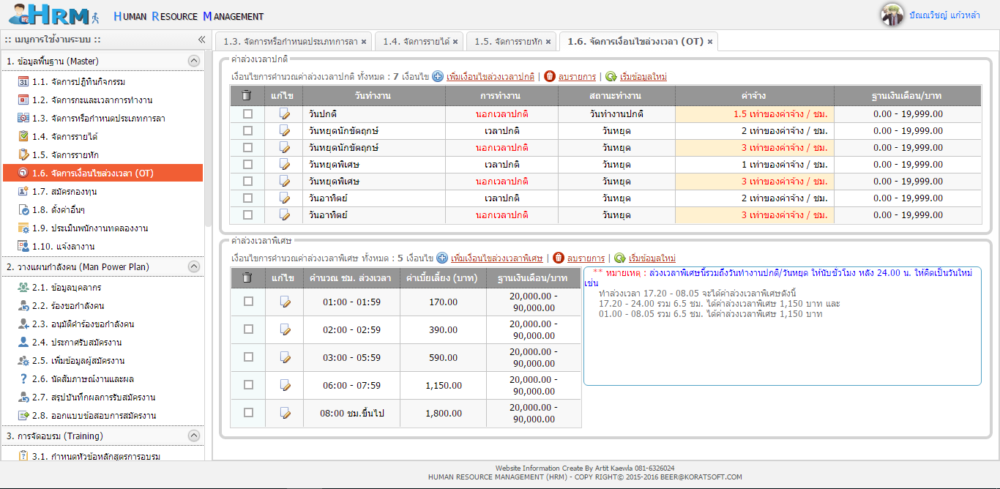 HRM HUMAN RESOURCE MANAGEMENT
ปัณณวิชญ์ แก้วหล้า
:: เมนูการใช้งานระบบ ::
1.3. จัดการหรือกำหนดประเภทการลา
1.4. จัดการรายได้
1.5. จัดการรายหัก
1.6. จัดการเงื่อนไขล่วงเวลา (OT)
1. ข้อมูลพื้นฐาน (Master)
1.1. จัดการปฏิทินกิจกรรม
1.2. จัดการกะและเวลาการทำงาน
1.3. จัดการหรือกำหนดประเภทการลา
1.4. จัดการรายได้
1.5. จัดการรายหัก
1.6. จัดการเงื่อนไขล่วงเวลา (OT)
1.7. สมัครกองทุน
1.8. ตั้งค่าอื่นๆ
1.9. ประเมินพนักงานทดลองงาน
1.10. แจ้งลางาน
2. วางแผนกำลังคน (Man Power Plan)
2.1. ข้อมูลบุคลากร
2.2. ร้องขอกำลังคน
2.3. อนุมัติคำร้องขอกำลังคน
2.4. ประกาศรับสมัครงาน
2.5. เพิ่มข้อมูลผู้สมัครงาน
2.6. นัดสัมภาษณ์งานและผล
2.7. สรุปบันทึกผลการรับสมัครงาน
2.8. ออกแบบข้อสอบการสมัครงาน
3. การจัดอบรม (Training)
3.1. กำหนดหัวข้อหลักสูตรการอบรม
ค่าล่วงเวลาปกติ
เงื่อนไขการคำนวณค่าล่วงเวลาปกติ ทั้งหมด : 7 เงื่อนไข เพิ่มเงื่อนไขล่วงเวลาปกติ | ลบรายการ | เริ่มข้อมูลใหม่
แก้ไข วันทำงาน การทำงาน สถานะทำงาน ค่าจ้าง ฐานเงินเดือน/บาท
วันปกติ นอกเวลาปกติ วันทำงานปกติ 1.5 เท่าของค่าจ้าง / ชม. 0.00 - 19,999.00
วันหยุดนักขัตฤกษ์ เวลาปกติ วันหยุด 2 เท่าของค่าจ้าง / ชม. 0.00 - 19,999.00
วันหยุดนักขัตฤกษ์ นอกเวลาปกติ วันหยุด 3 เท่าของค่าจ้าง / ชม. 0.00 - 19,999.00
วันหยุดพิเศษ เวลาปกติ วันหยุด 1 เท่าของค่าจ้าง / ชม. 0.00 - 19,999.00
วันหยุดพิเศษ นอกเวลาปกติ วันหยุด 3 เท่าของค่าจ้าง / ชม. 0.00 - 19,999.00
วันอาทิตย์ เวลาปกติ วันหยุด 2 เท่าของค่าจ้าง / ชม. 0.00 - 19,999.00
วันอาทิตย์ นอกเวลาปกติ วันหยุด 3 เท่าของค่าจ้าง / ชม. 0.00 - 19,999.00
ค่าล่วงเวลาพิเศษ
เงื่อนไขการคำนวณค่าล่วงเวลาพิเศษ ทั้งหมด : 5 เงื่อนไข เพิ่มเงื่อนไขล่วงเวลาพิเศษ | ลบรายการ | เริ่มข้อมูลใหม่
แก้ไข คำนวณ ชม. ล่วงเวลา ค่าเบี้ยเลี้ยง (บาท) ฐานเงินเดือน/บาท
01:00 - 01:59 170.00 20,000.00 -
90,000.00
02:00 - 02:59 390.00 20,000.00 -
90,000.00
03:00 - 05:59 590.00 20,000.00 -
90,000.00
06:00 - 07:59 1,150.00 20,000.00 -
90,000.00
08:00 ชม.ขึ้นไป 1,800.00 20,000.00 -
90,000.00
** หมายเหตุ : ล่วงเวลาพิเศษนี้รวมถึงวันทำงานปกติ/วันหยุด ให้นับชั่วโมง หลัง 24.00 น. ให้คิดเป็นวันใหม่
เช่น
ทำล่วงเวลา 17.20 - 08.05 จะได้ค่าล่วงเวลาพิเศษดังนี้
17.20 - 24.00 รวม 6.5 ชม. ได้ค่าล่วงเวลาพิเศษ 1,150 บาท และ
01.00 - 08.05 รวม 6.5 ชม. ได้ค่าล่วงเวลาพิเศษ 1,150 บาท
Website Information Create By Artit Kaewla 081-6326024
HUMAN RESOURCE MANAGEMENT (HRM) - COPY RIGHT© 2015-2016 BEER@KORATSOFT.COM